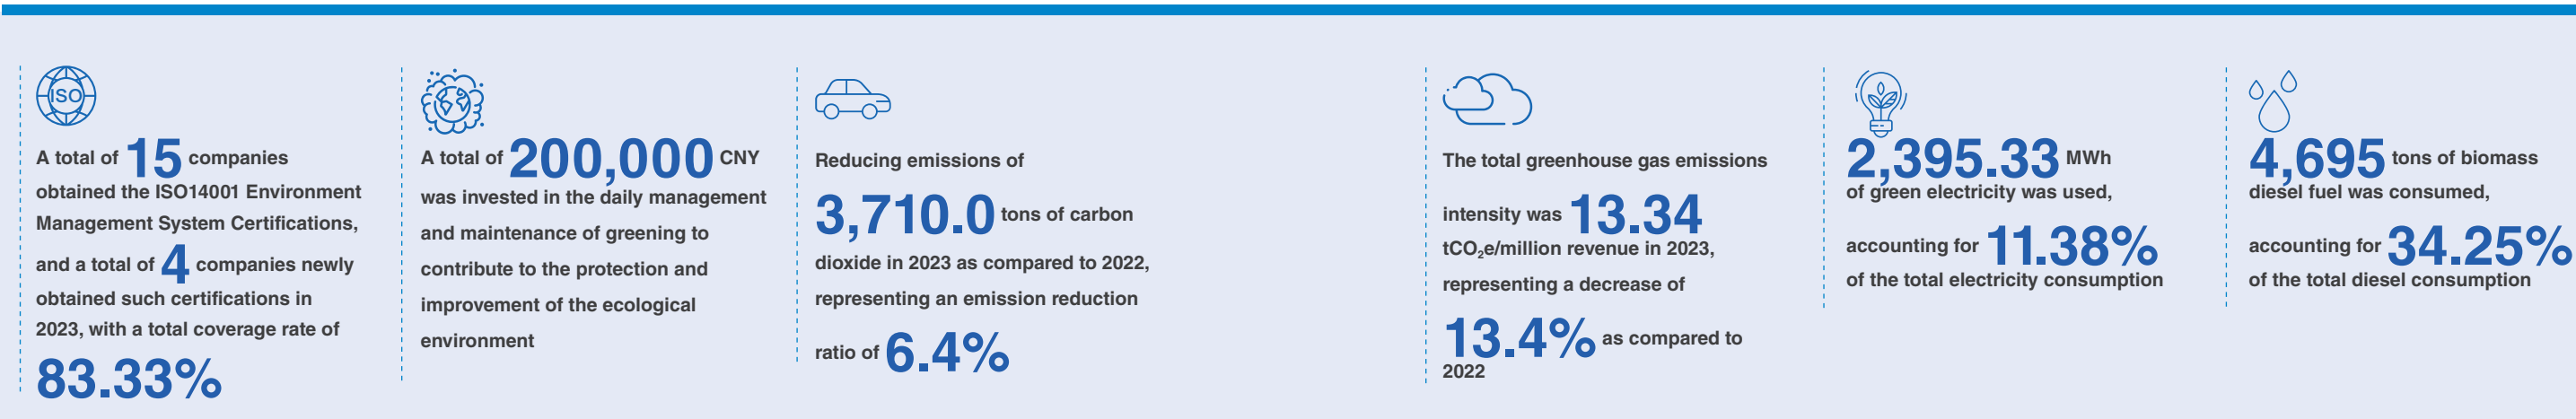 ISO
A total of 15 companies
obtained the ISO14001 Environment
Management System Certifications,
and a total of 4 companies newly
obtained such certifications in
2023, with a total coverage rate of
83.33%
A total of 200,000 CNY
was invested in the daily management
and maintenance of greening to
contribute to the protection and
improvement of the ecological
environment
Reducing emissions of
3,710.0 tons of carbon
dioxide in 2023 as compared to 2022,
representing an emission reduction
ratio of 6.4%
The total greenhouse gas emissions
intensity was 13.34
tCO₂e/million revenue in 2023,
representing a decrease of
13.4% as compared to
2022
2,395.33 MWh
of green electricity was used,
accounting for 11.38%
of the total electricity consumption
4,695 tons of biomass
diesel fuel was consumed,
accounting for 34.25%
of the total diesel consumption